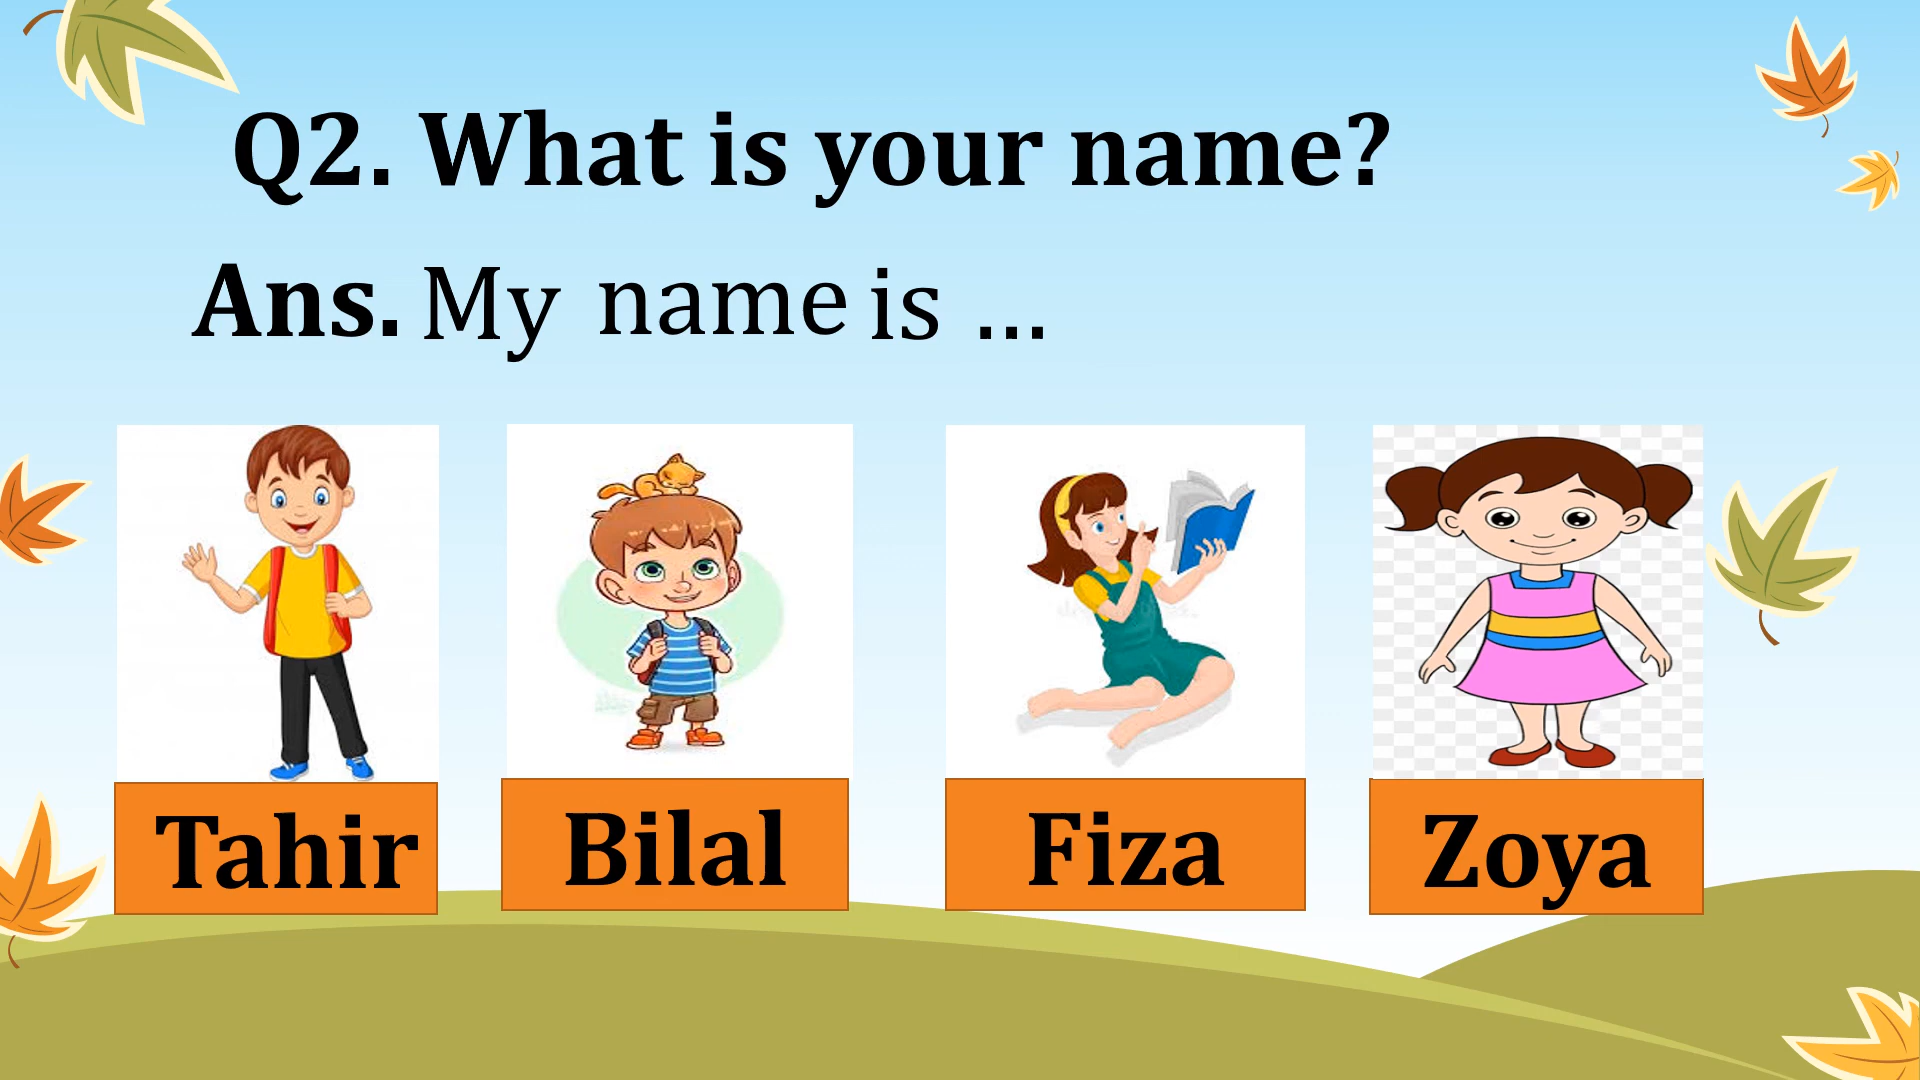 Q2. What is your name?
Ans. My name is ...
Tahir
Bilal
Fiza
Zoya